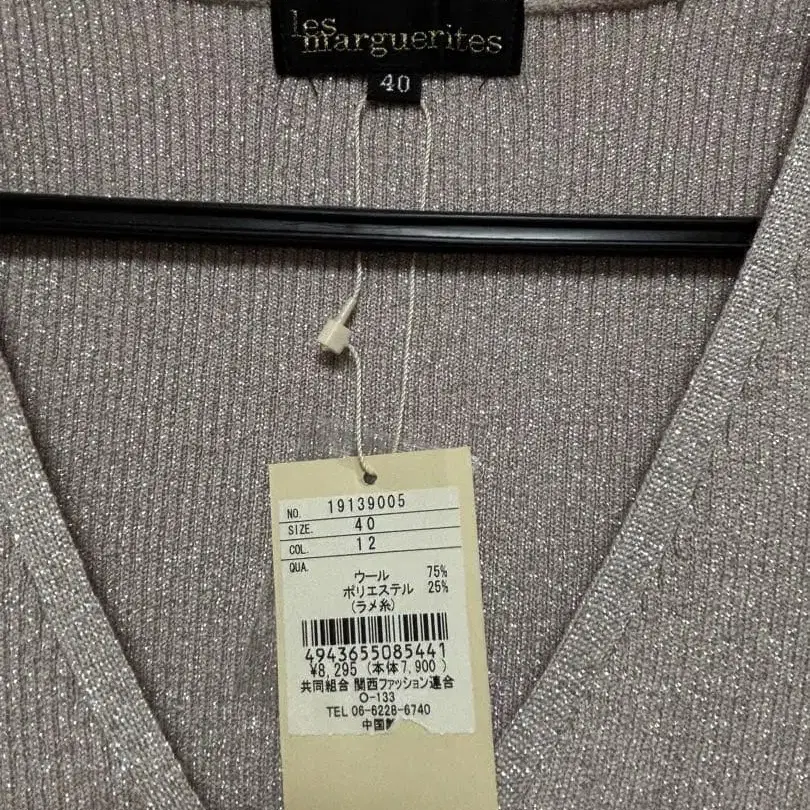 les
marguerites
40
NO. 19139005
SIZE. 40
COL. 12
QUA.
ウール 75%
ポリエステル 25%
(ラメ糸)
4943655085441
¥8,295 (本体7,900 )
共同組合 関西ファッション連合
O-133
TEL 06-6228-6740
中国